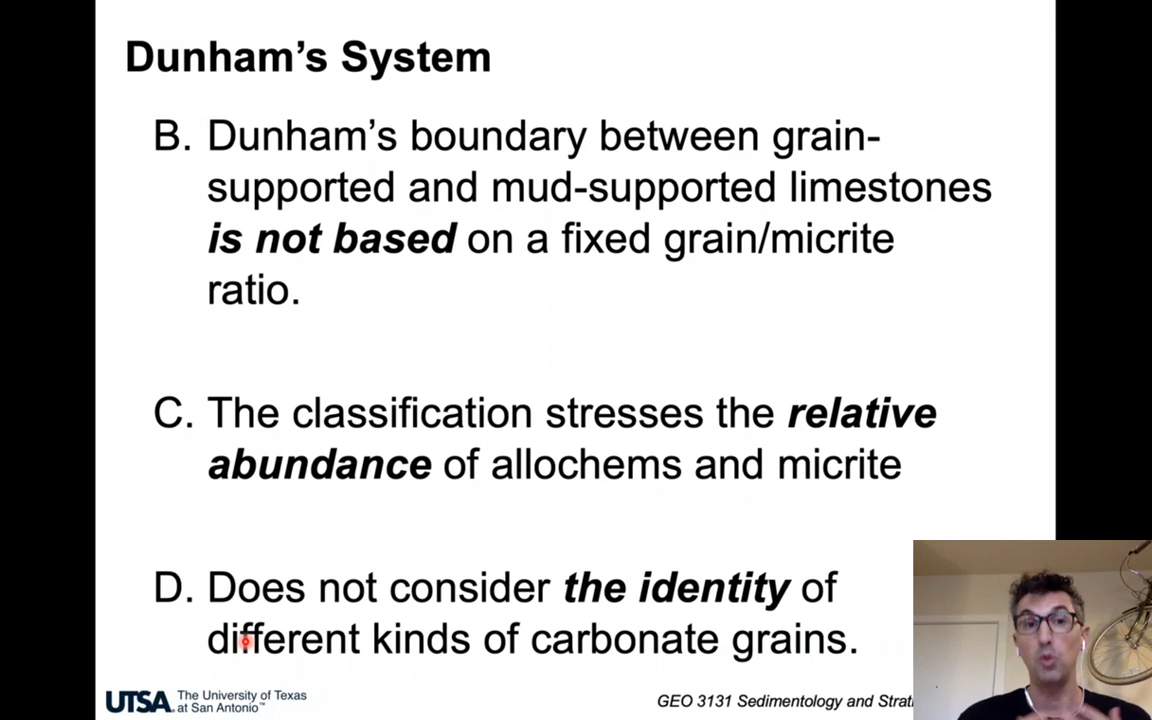 Dunham’s System
B. Dunham’s boundary between grain-
supported and mud-supported limestones
is not based on a fixed grain/micrite
ratio.
C. The classification stresses the relative
abundance of allochems and micrite
D. Does not consider the identity of
different kinds of carbonate grains.
UTSA The University of Texas
at San Antonio™
GEO 3131 Sedimentology and Strati